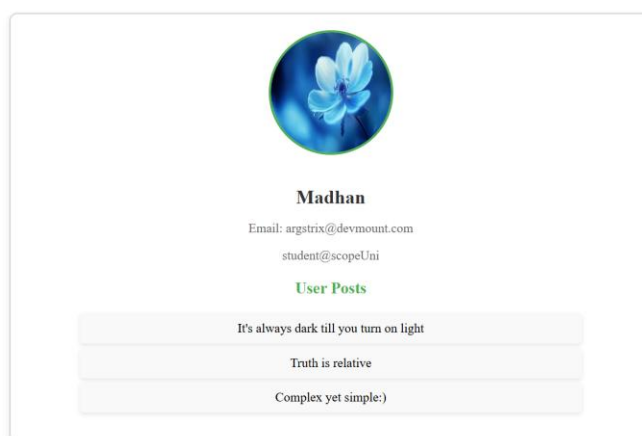 Madhan
Email: argstrix@devmount.com
student@scopeUni
User Posts
It's always dark till you turn on light
Truth is relative
Complex yet simple:)